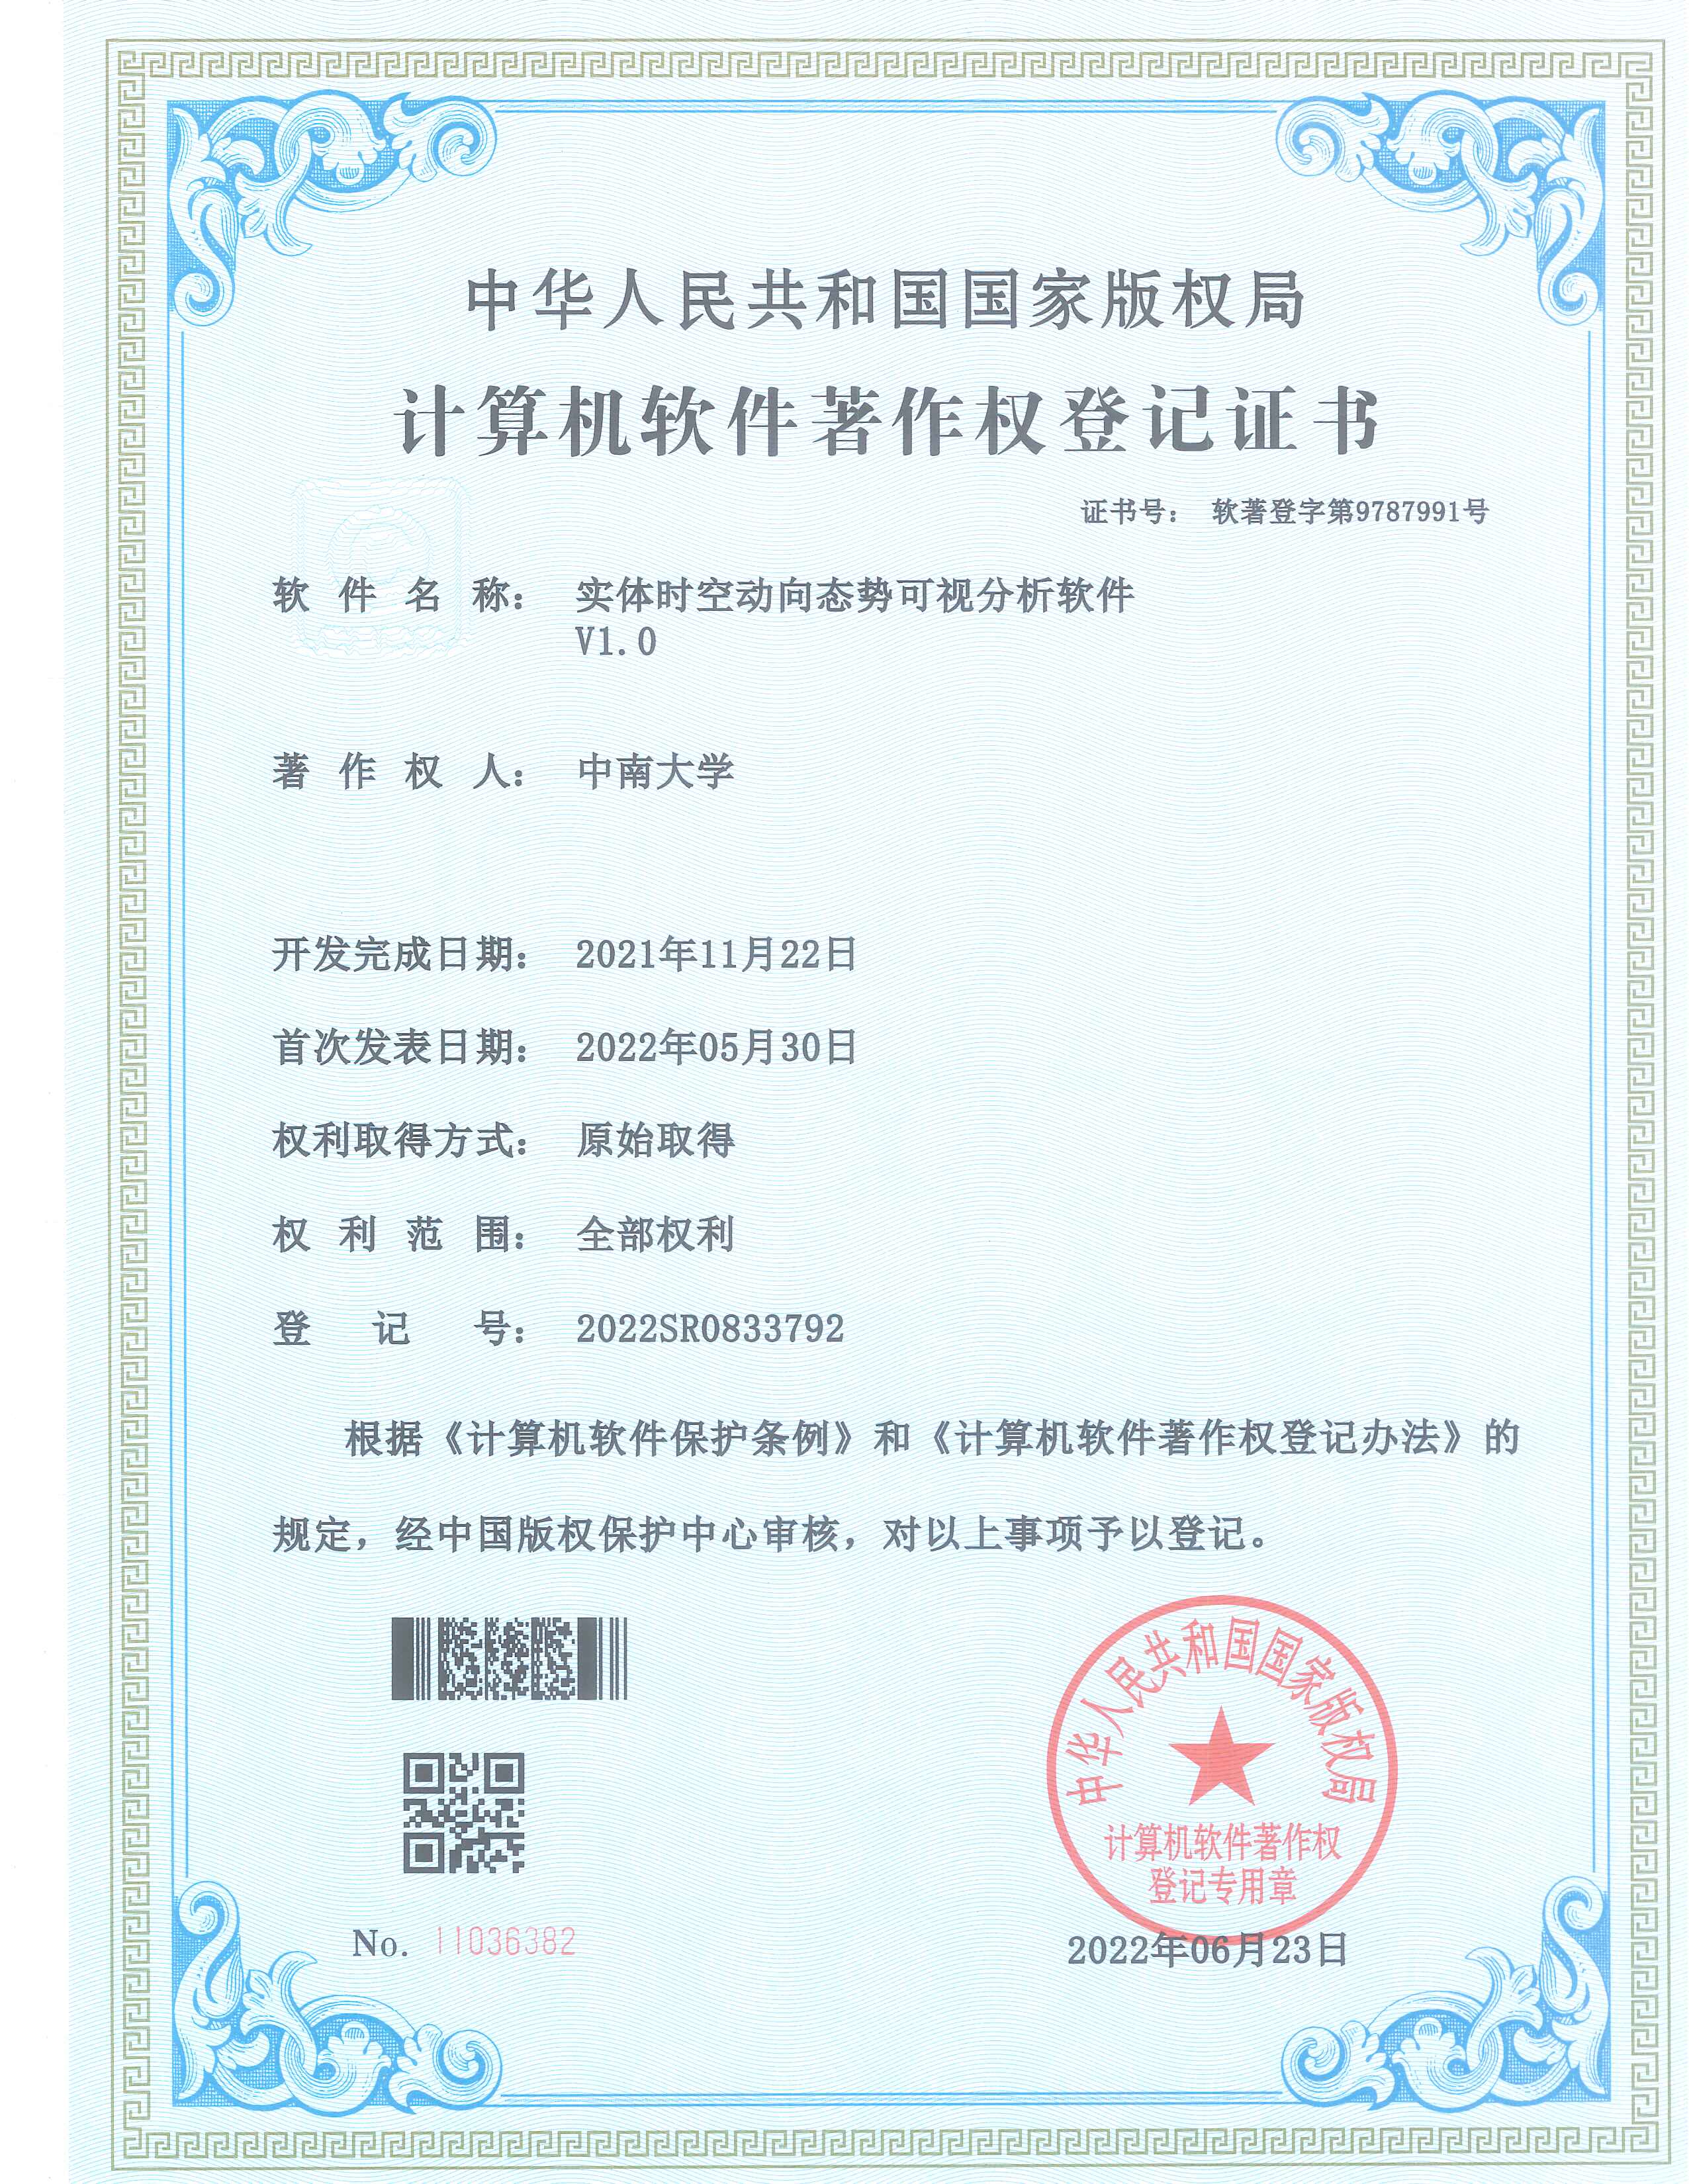 中华人民共和国国家版权局
计算机软件著作权登记证书
证书号： 软著登字第9787991号
软件名称： 实体时空动向态势可视分析软件
V1.0
著作权人： 中南大学
开发完成日期： 2021年11月22日
首次发表日期： 2022年05月30日
权利取得方式： 原始取得
权利范围： 全部权利
登记号： 2022SR0833792
根据《计算机软件保护条例》和《计算机软件著作权登记办法》的
规定，经中国版权保护中心审核，对以上事项予以登记。
中华人民共和国国家版权局
计算机软件著作权
登记专用章
No. 11036382
2022年06月23日